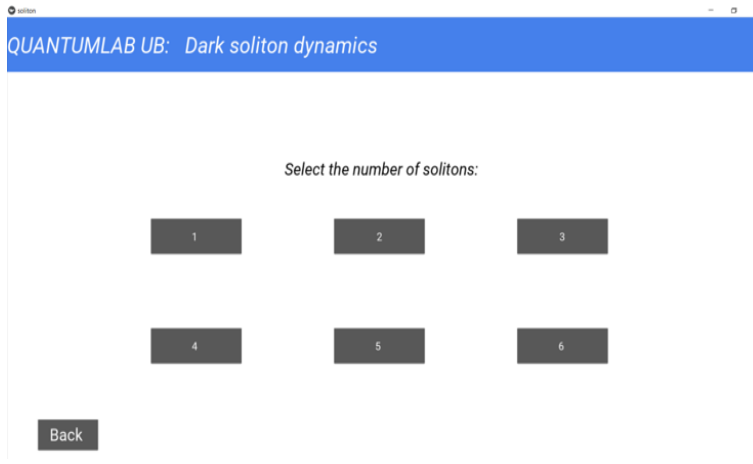 soliton
QUANTUMLAB UB: Dark soliton dynamics
Select the number of solitons:
1 2 3
4 5 6
Back